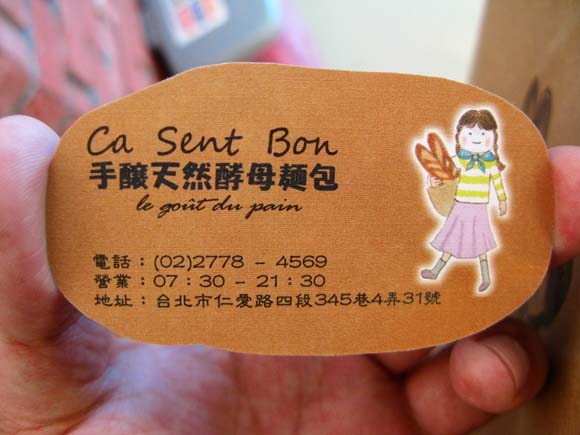 Ca Sent Bon
手釀天然酵母麵包
le goût du pain
電話：(02)2778 - 4569
營業：07：30 - 21：30
地址：台北市仁愛路四段345巷4弄31號